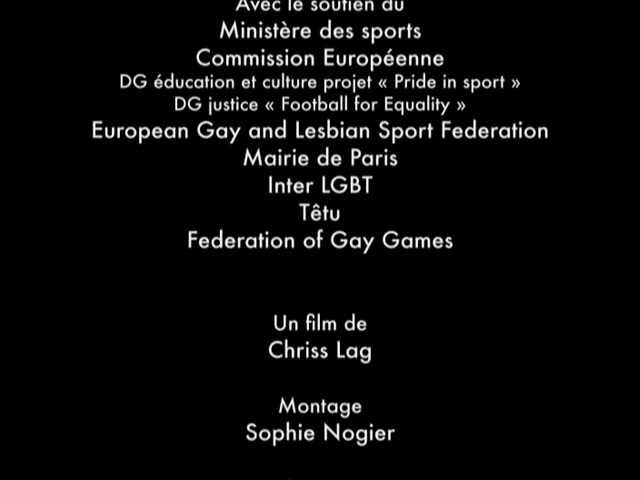 Avec le soutien du
Ministère des sports
Commission Européenne
DG éducation et culture projet « Pride in sport »
DG justice « Football for Equality »
European Gay and Lesbian Sport Federation
Mairie de Paris
Inter LGBT
Têtu
Federation of Gay Games
Un film de
Chriss Lag
Montage
Sophie Nogier